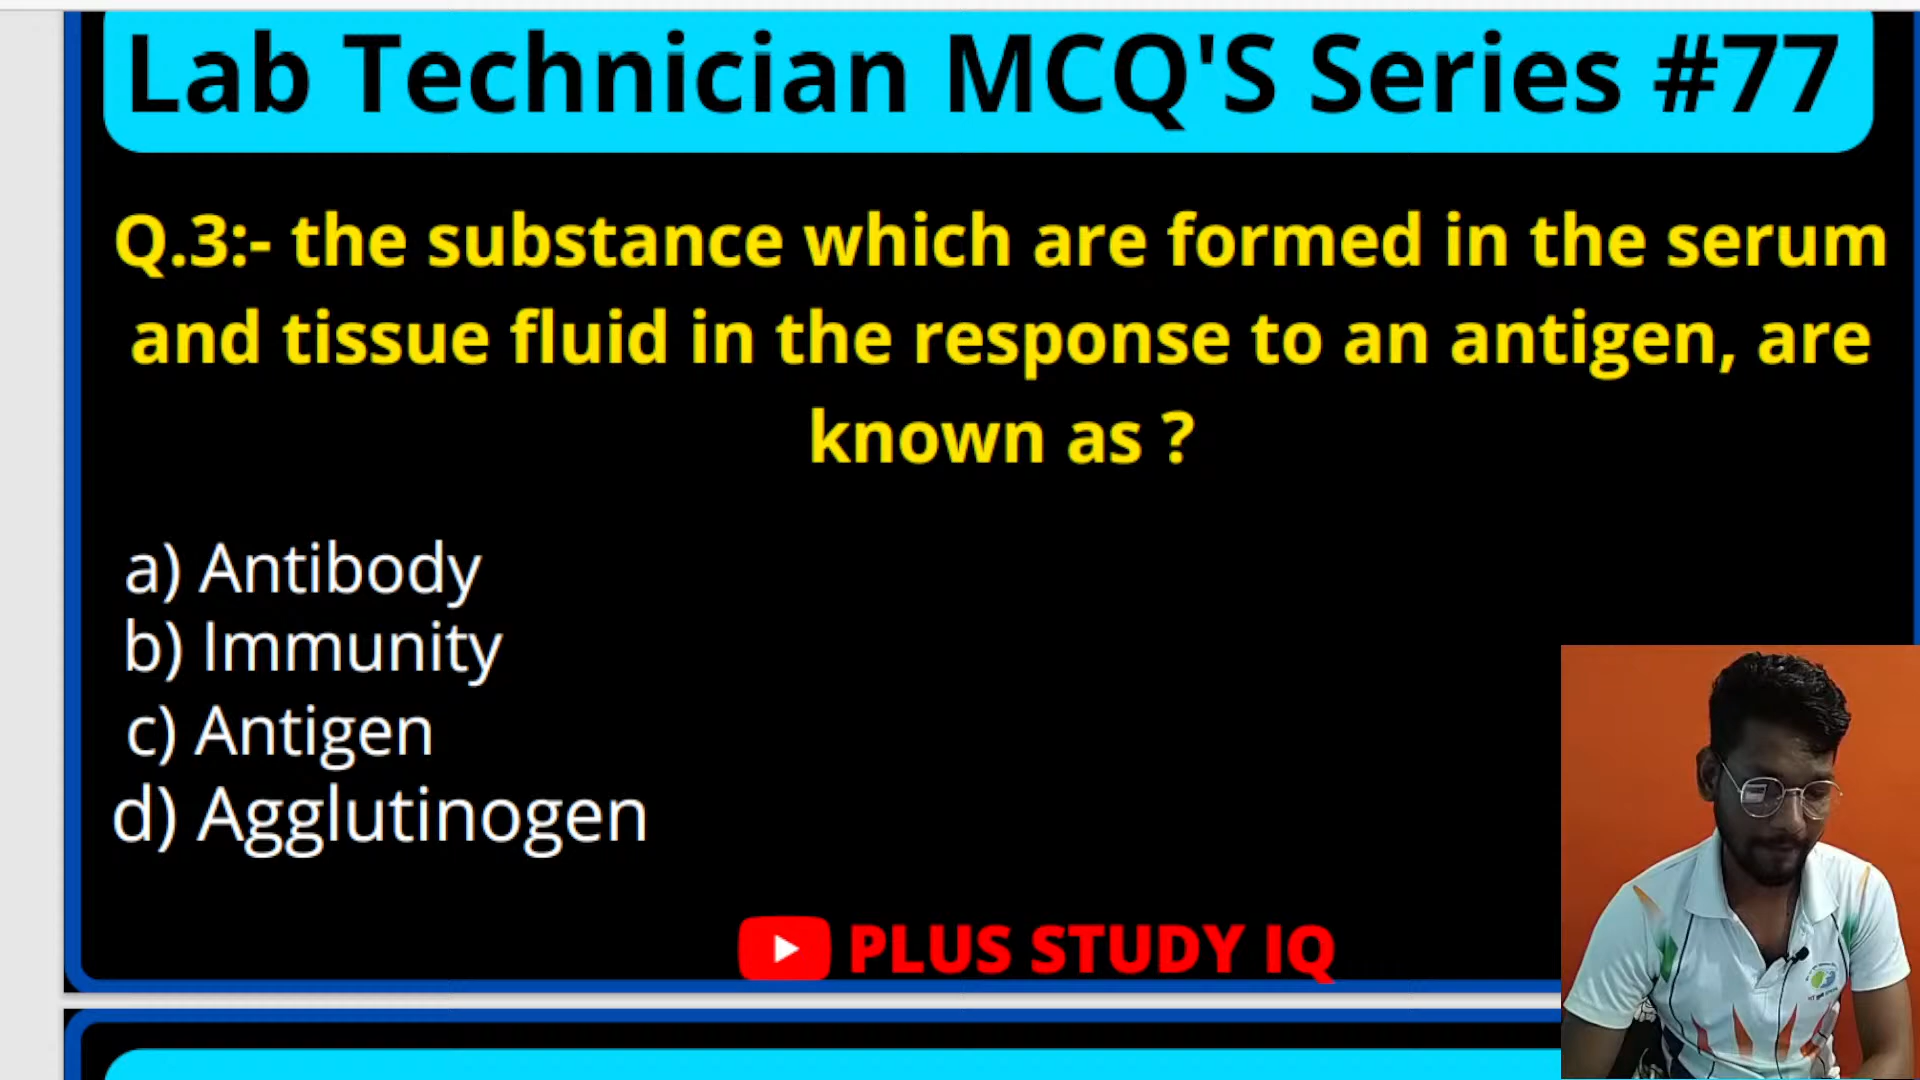 Lab Technician MCQ'S Series #77
Q.3:- the substance which are formed in the serum
and tissue fluid in the response to an antigen, are
known as ?
a) Antibody
b) Immunity
c) Antigen
d) Agglutinogen
PLUS STUDY IQ